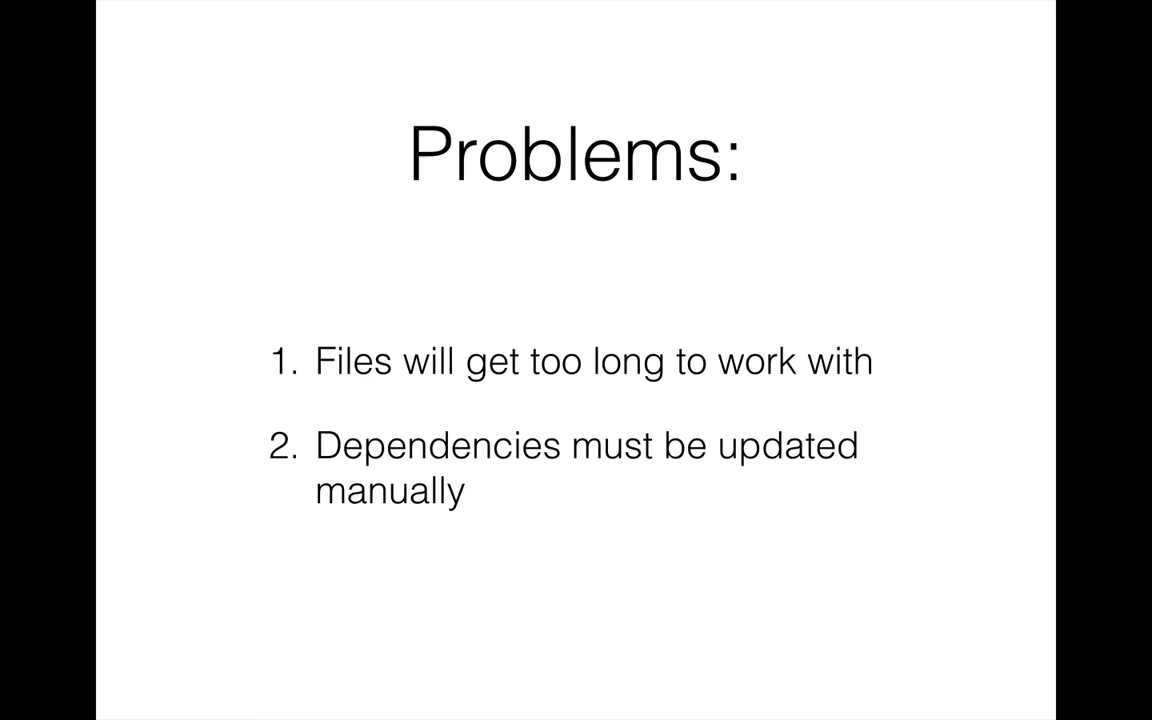 Problems:
1. Files will get too long to work with
2. Dependencies must be updated
manually